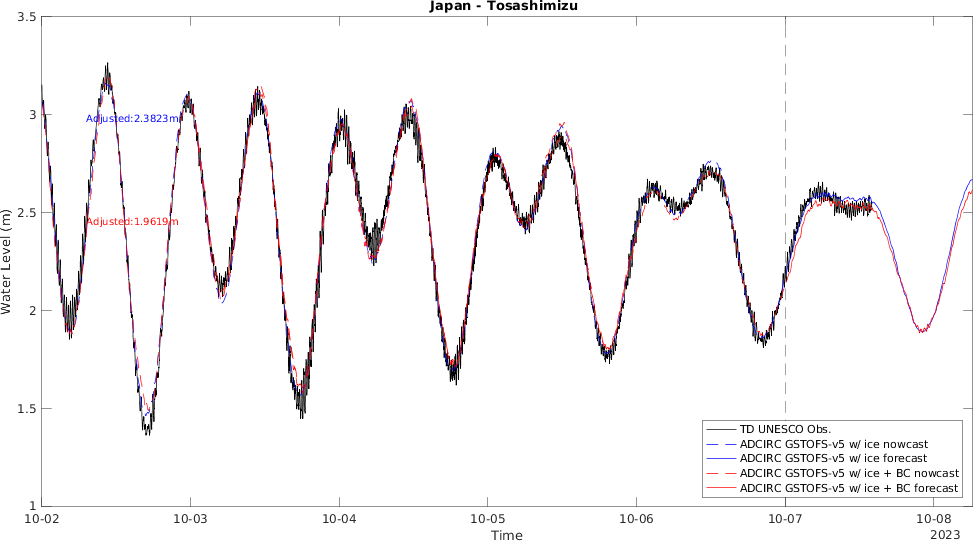 Japan - Tosashimizu
3.5
3
2.5
2
1.5
1
Water Level (m)
Adjusted:2.3823m
Adjusted:1.9619m
TD UNESCO Obs.
ADCIRC GSTOFS-v5 w/ ice nowcast
ADCIRC GSTOFS-v5 w/ ice forecast
ADCIRC GSTOFS-v5 w/ ice + BC nowcast
ADCIRC GSTOFS-v5 w/ ice + BC forecast
10-02 10-03 10-04 10-05 10-06 10-07 10-08
Time
2023